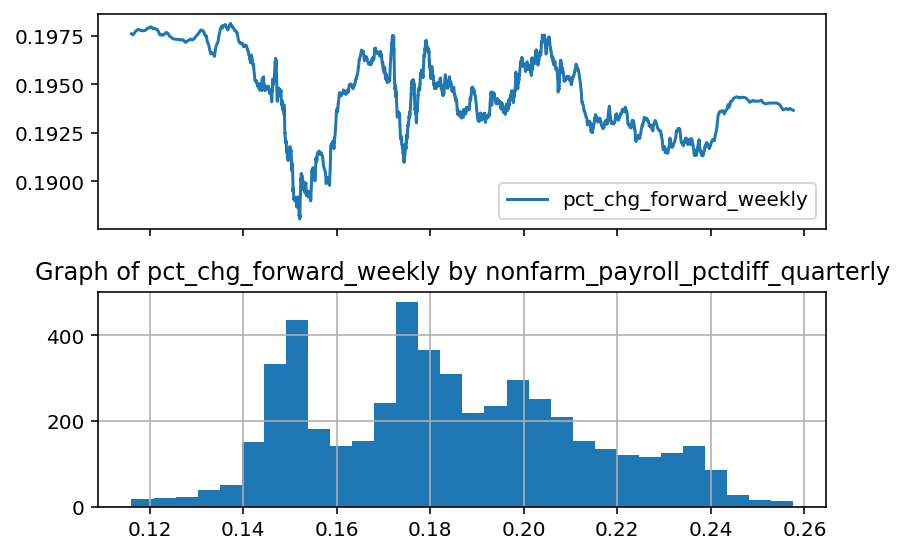 0.1975
0.1950
0.1925
0.1900
pct_chg_forward_weekly
Graph of pct_chg_forward_weekly by nonfarm_payroll_pctdiff_quarterly
400
200
0
0.12 0.14 0.16 0.18 0.20 0.22 0.24 0.26